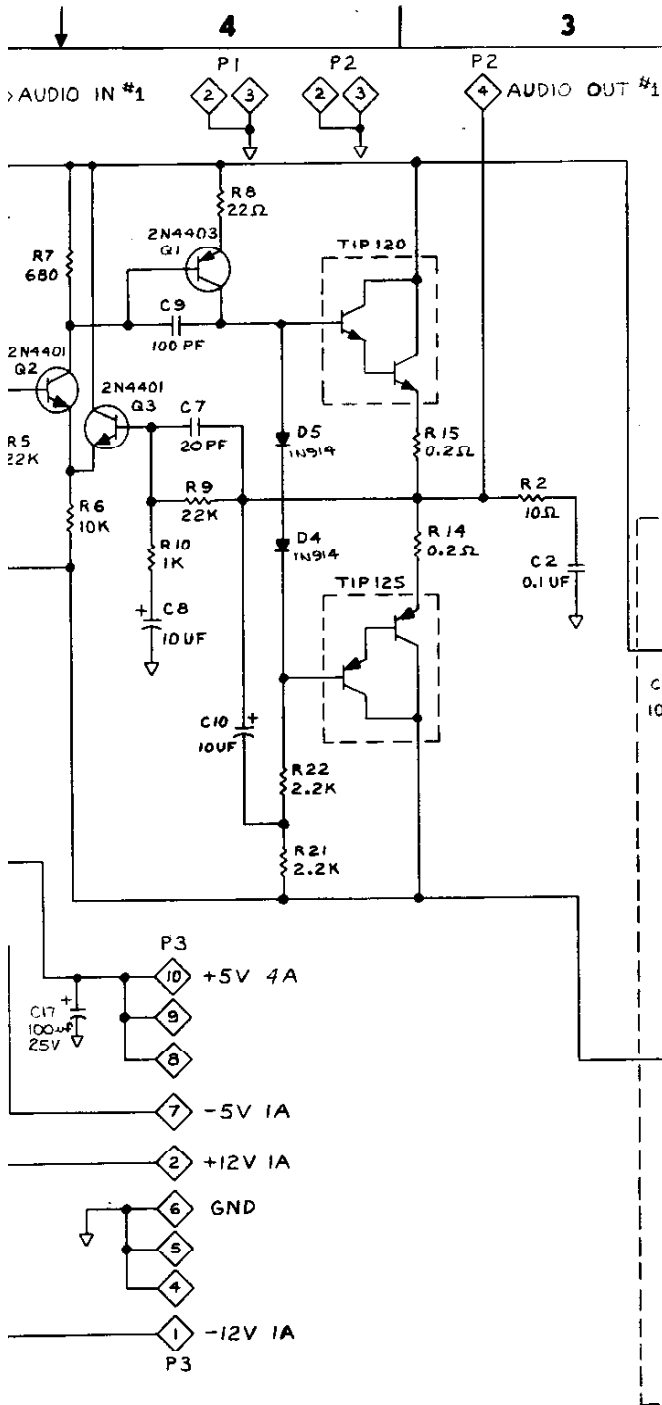 4
3
P1
P2
P2
AUDIO IN #1
2
3
2
3
4
AUDIO OUT #1
R8
22Ω
2N4403
Q1
R7
680
TIP120
C9
100 PF
2N4401
Q2
2N4401
Q3
C7
20 PF
D5
1N914
R15
0.2Ω
R5
22K
R6
10K
R9
22K
R2
10Ω
R10
1K
D4
1N914
R14
0.2Ω
C2
0.1 UF
TIP125
+
C8
10 UF
C10
+
10UF
R22
2.2K
R21
2.2K
P3
10
+5V 4A
C17
+
100uf
25V
9
8
7
-5V 1A
2
+12V 1A
6
GND
5
4
1
-12V 1A
P3